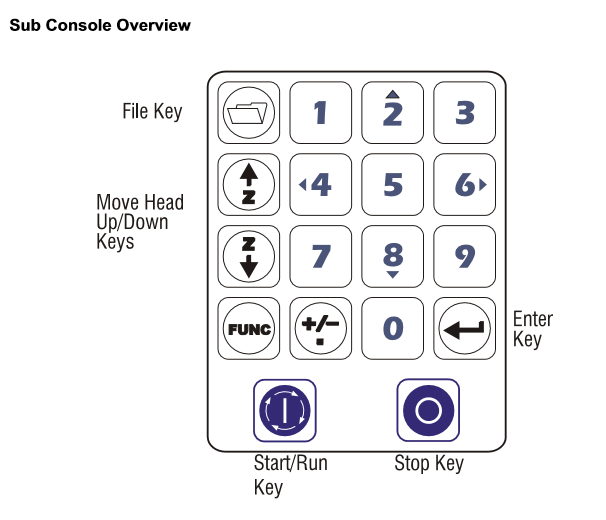 Sub Console Overview
File Key
1
2
3
Move Head
Up/Down
Keys
Z
4
5
6
Z
7
8
9
FUNC
+/-
.
0
Enter
Key
Start/Run
Key
Stop Key